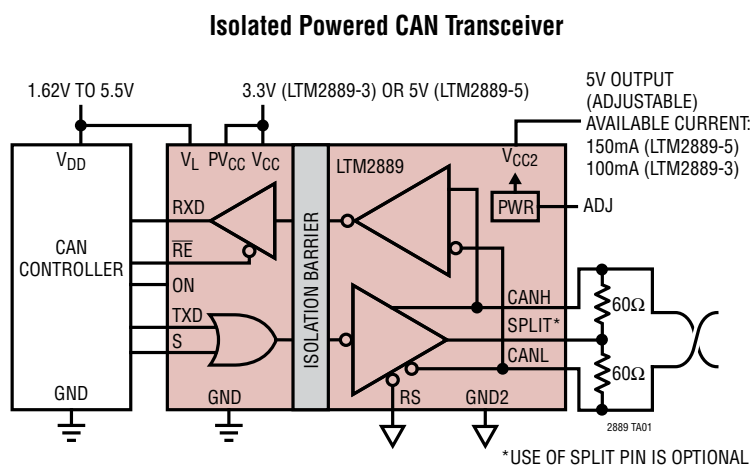 Isolated Powered CAN Transceiver
1.62V TO 5.5V
3.3V (LTM2889-3) OR 5V (LTM2889-5)
5V OUTPUT
(ADJUSTABLE)
AVAILABLE CURRENT:
150mA (LTM2889-5)
100mA (LTM2889-3)
VDD
VL
PVCC
VCC
LTM2889
VCC2
PWR
ADJ
RXD
RE
ON
TXD
S
CAN
CONTROLLER
ISOLATION BARRIER
CANH
SPLIT*
CANL
60Ω
60Ω
GND
GND
RS
GND2
2889 TA01
*USE OF SPLIT PIN IS OPTIONAL